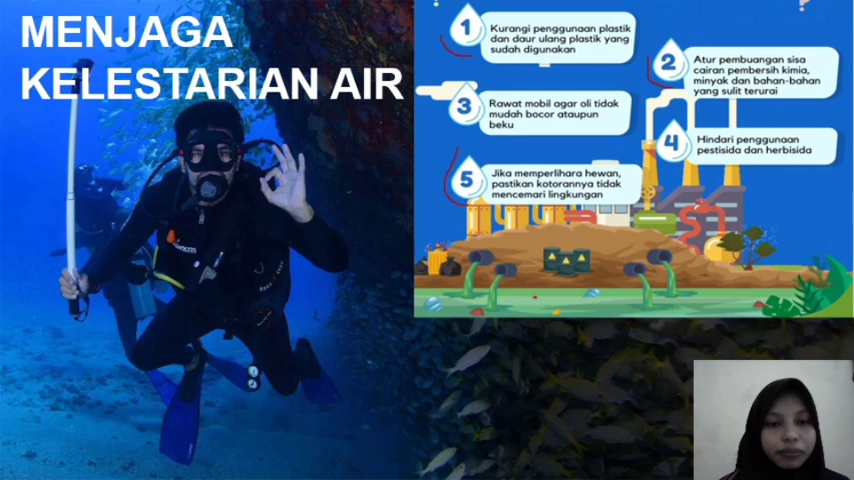 MENJAGA
KELESTARIAN AIR
1
Kurangi penggunaan plastik
dan daur ulang plastik yang
sudah digunakan
2
Atur pembuangan sisa
cairan pembersih kimia,
minyak dan bahan-bahan
yang sulit terurai
3
Rawat mobil agar oli tidak
mudah bocor ataupun
beku
4
Hindari penggunaan
pestisida dan herbisida
5
Jika memperlihara hewan,
pastikan kotorannya tidak
mencemari lingkungan